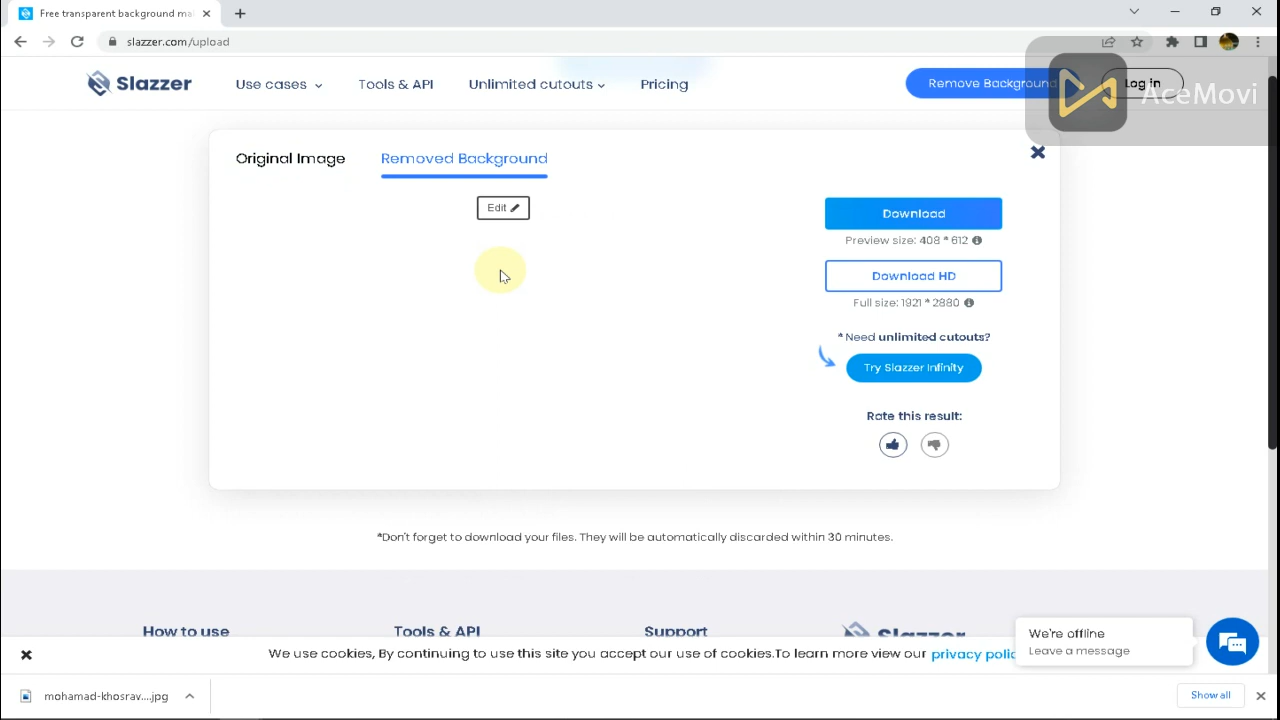 Free transparent background ma
slazzer.com/upload
Slazzer
Use cases
Tools & API
Unlimited cutouts
Pricing
Remove Background
Log in
AceMovi
Original Image
Removed Background
Edit
Download
Preview size: 408 * 612
Download HD
Full size: 1921 * 2880
* Need unlimited cutouts?
Try Slazzer Infinity
Rate this result:
*Don't forget to download your files. They will be automatically discarded within 30 minutes.
How to use
Tools & API
Support
Slazzer
We're offline
Leave a message
We use cookies, By continuing to use this site you accept our use of cookies.To learn more view our privacy polic
mohamad-khosrav....jpg
Show all